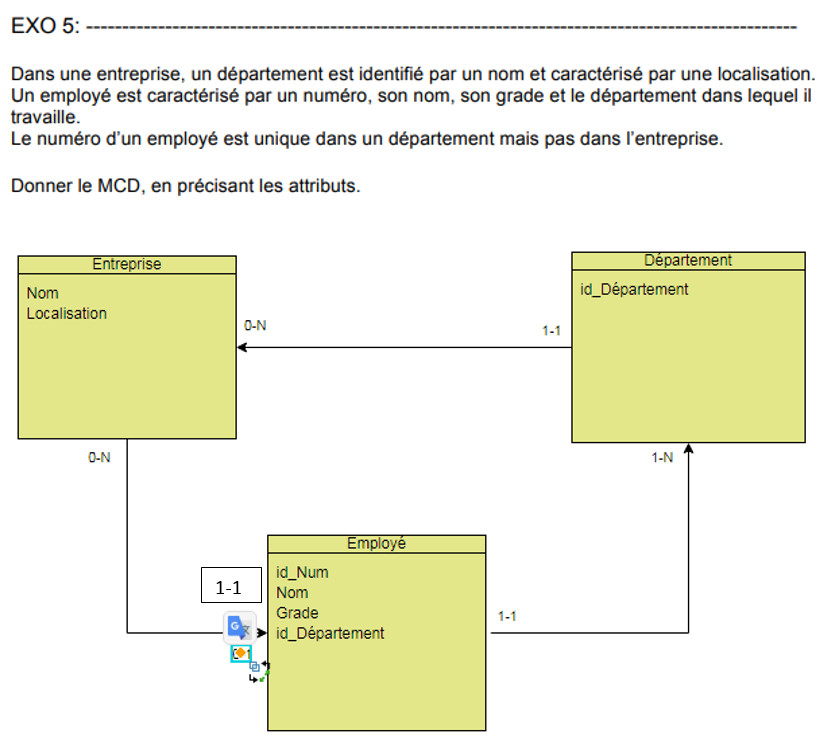 EXO 5: ----------------------------------------------------------------------------------------------------
Dans une entreprise, un département est identifié par un nom et caractérisé par une localisation.
Un employé est caractérisé par un numéro, son nom, son grade et le département dans lequel il
travaille.
Le numéro d’un employé est unique dans un département mais pas dans l’entreprise.
Donner le MCD, en précisant les attributs.
Entreprise
Nom
Localisation
Département
id_Département
0-N
1-1
0-N
1-N
Employé
id_Num
Nom
Grade
id_Département
1-1
1-1